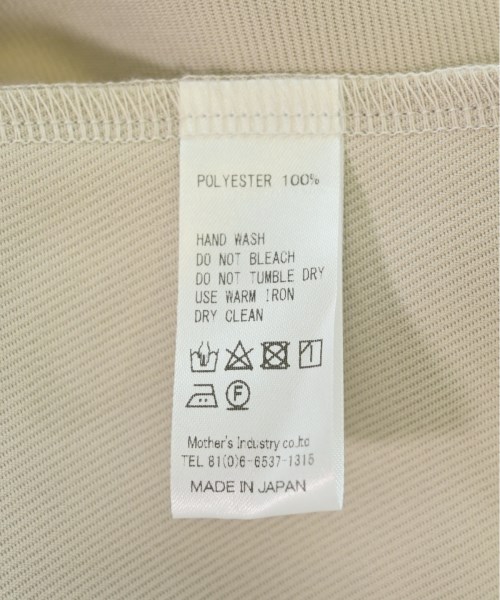 POLYESTER 100%
HAND WASH
DO NOT BLEACH
DO NOT TUMBLE DRY
USE WARM IRON
DRY CLEAN
F
Mother's Industry co.ltd
TEL 81(0)6-6537-1315
MADE IN JAPAN